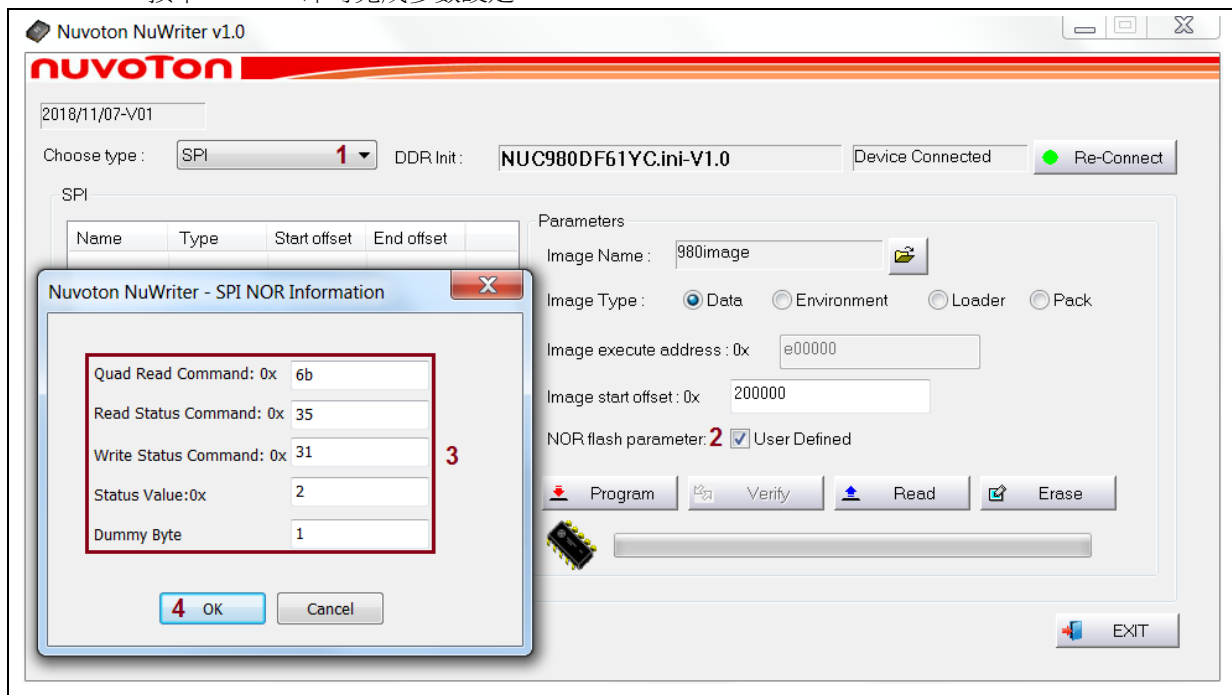 Nuvoton NuWriter v1.0
nuvoTon
2018/11/07-V01
Choose type :
SPI
1
DDR Init :
NUC980DF61YC.ini-V1.0
Device Connected
Re-Connect
SPI
Name Type Start offset End offset
Parameters
Image Name :
980image
Image Type :
Data Environment Loader Pack
Image execute address : 0x
e00000
Image start offset : 0x
200000
NOR flash parameter: 2 User Defined
Program Verify Read Erase
EXIT
Nuvoton NuWriter - SPI NOR Information
Quad Read Command: 0x 6b
Read Status Command: 0x 35
Write Status Command: 0x 31
3
Status Value:0x 2
Dummy Byte 1
4 OK Cancel